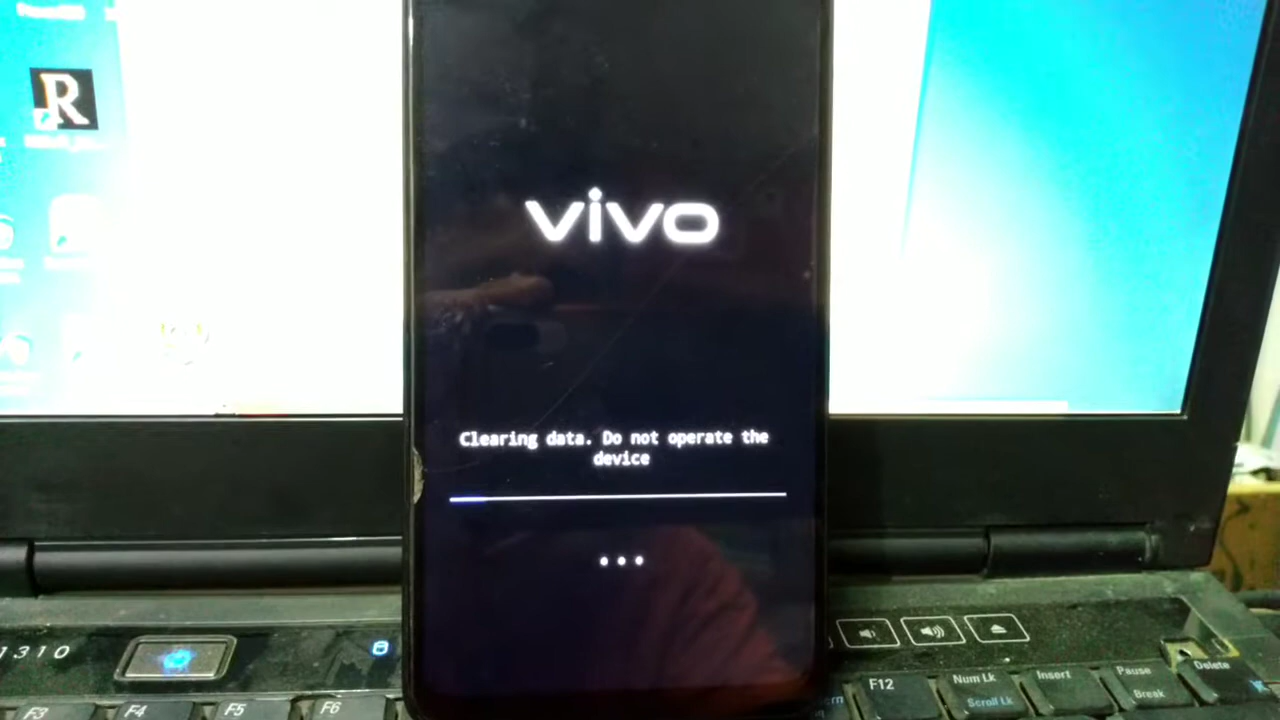 R
vivo
Clearing data. Do not operate the
device
1310
F3
F4
F5
F6
F12
Num Lk
Scroll Lk
Insert
Pause
Break
Delete